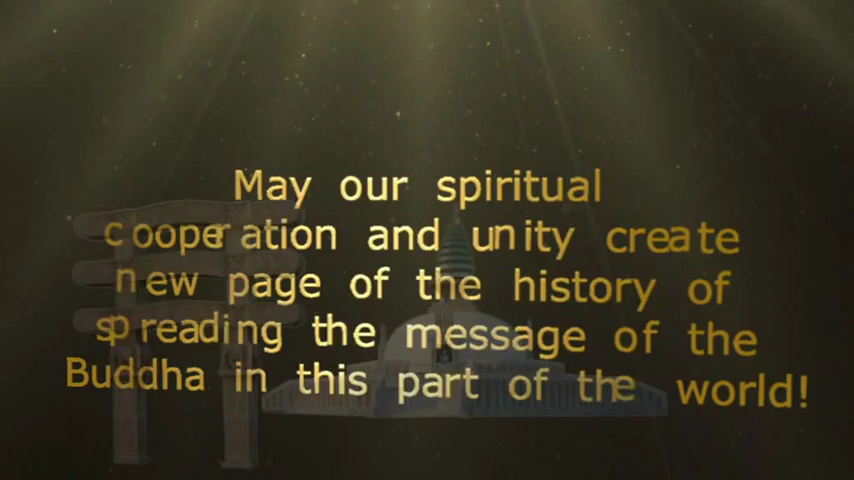 May our spiritual
cooperation and unity create
new page of the history of
spreading the message of the
Buddha in this part of the world!